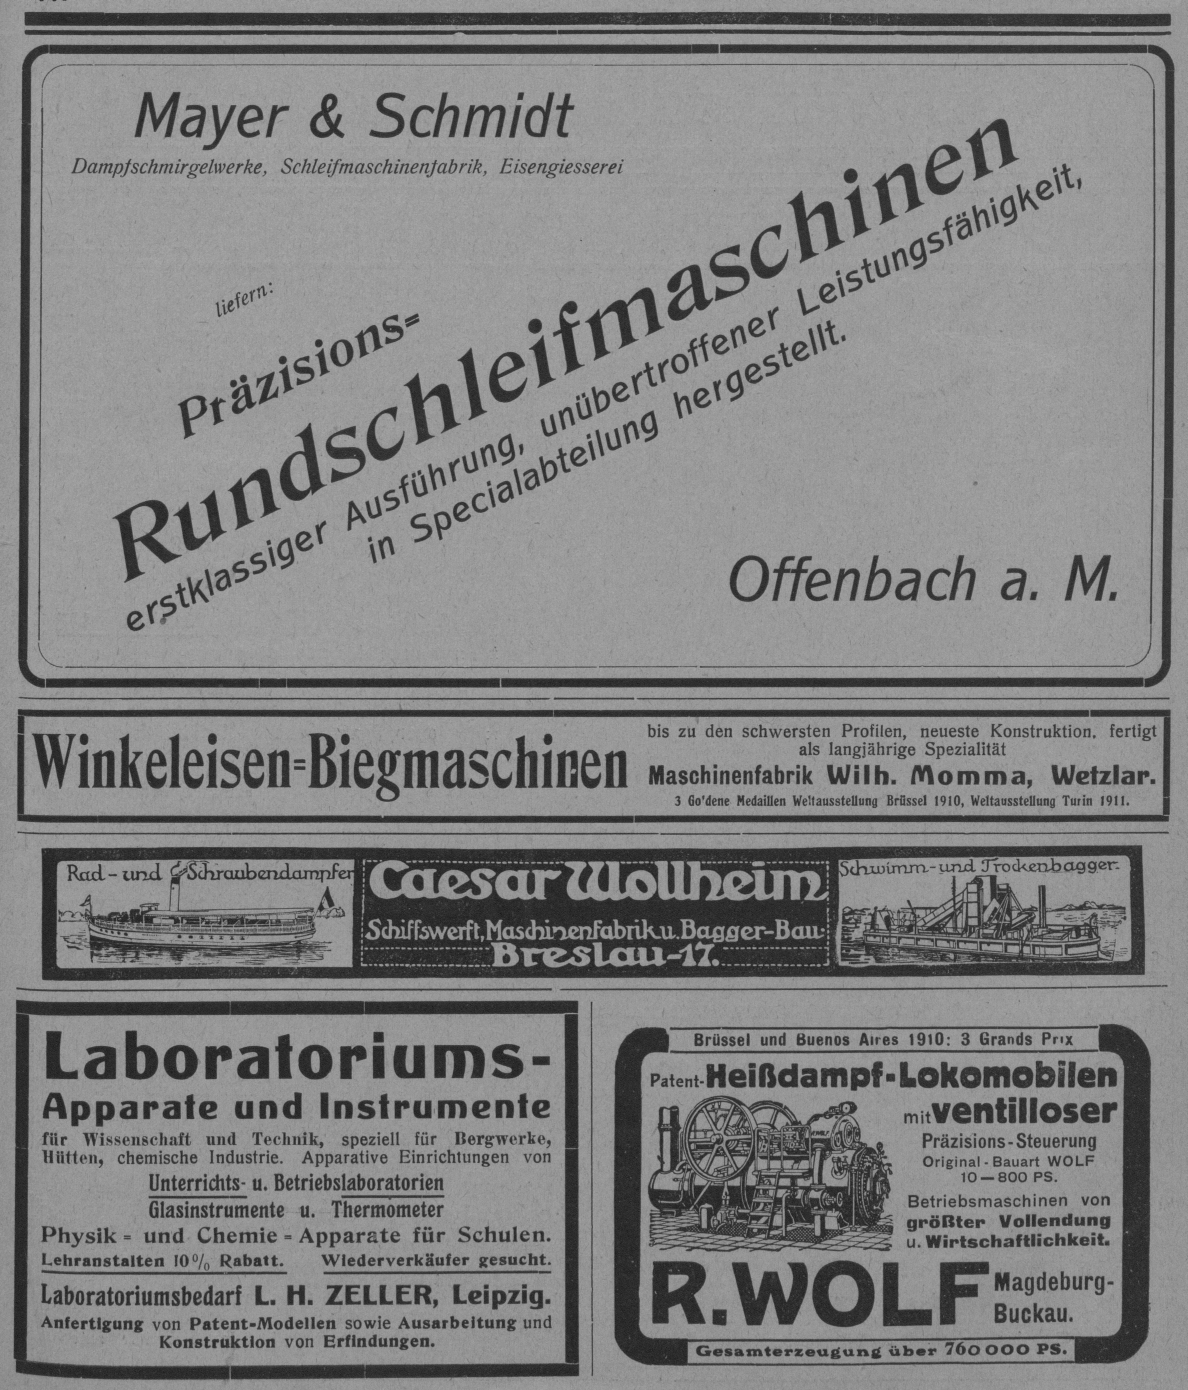 Mayer & Schmidt
Dampfschmirgelwerke, Schleifmaschinenfabrik, Eisengiesserei
liefern:
Präzisions=
Rundschleifmaschinen
erstklassiger Ausführung, unübertroffener Leistungsfähigkeit,
in Specialabteilung hergestellt.
Offenbach a. M.
Winkeleisen=Biegmaschinen
bis zu den schwersten Profilen, neueste Konstruktion, fertigt
als langjährige Spezialität
Maschinenfabrik Wilh. Momma, Wetzlar.
3 Go'dene Medaillen Weltausstellung Brüssel 1910, Weltausstellung Turin 1911.
Rad- und Schraubendampfer
Caesar Wollheim
Schiffswerft, Maschinenfabrik u. Bagger-Bau
Breslau-17.
Schwimm- und Trockenbagger.
Laboratoriums-
Apparate und Instrumente
für Wissenschaft und Technik, speziell für Bergwerke,
Hütten, chemische Industrie. Apparative Einrichtungen von
Unterrichts- u. Betriebslaboratorien
Glasinstrumente u. Thermometer
Physik= und Chemie=Apparate für Schulen.
Lehranstalten 10% Rabatt. Wiederverkäufer gesucht.
Laboratoriumsbedarf L. H. ZELLER, Leipzig.
Anfertigung von Patent-Modellen sowie Ausarbeitung und
Konstruktion von Erfindungen.
Brüssel und Buenos Aires 1910: 3 Grands Prix
Patent-Heißdampf-Lokomobilen
mit ventilloser
Präzisions-Steuerung
Original-Bauart WOLF
10—800 PS.
Betriebsmaschinen von
größter Vollendung
u. Wirtschaftlichkeit.
R. WOLF
Magdeburg-
Buckau.
Gesamterzeugung über 760 000 PS.